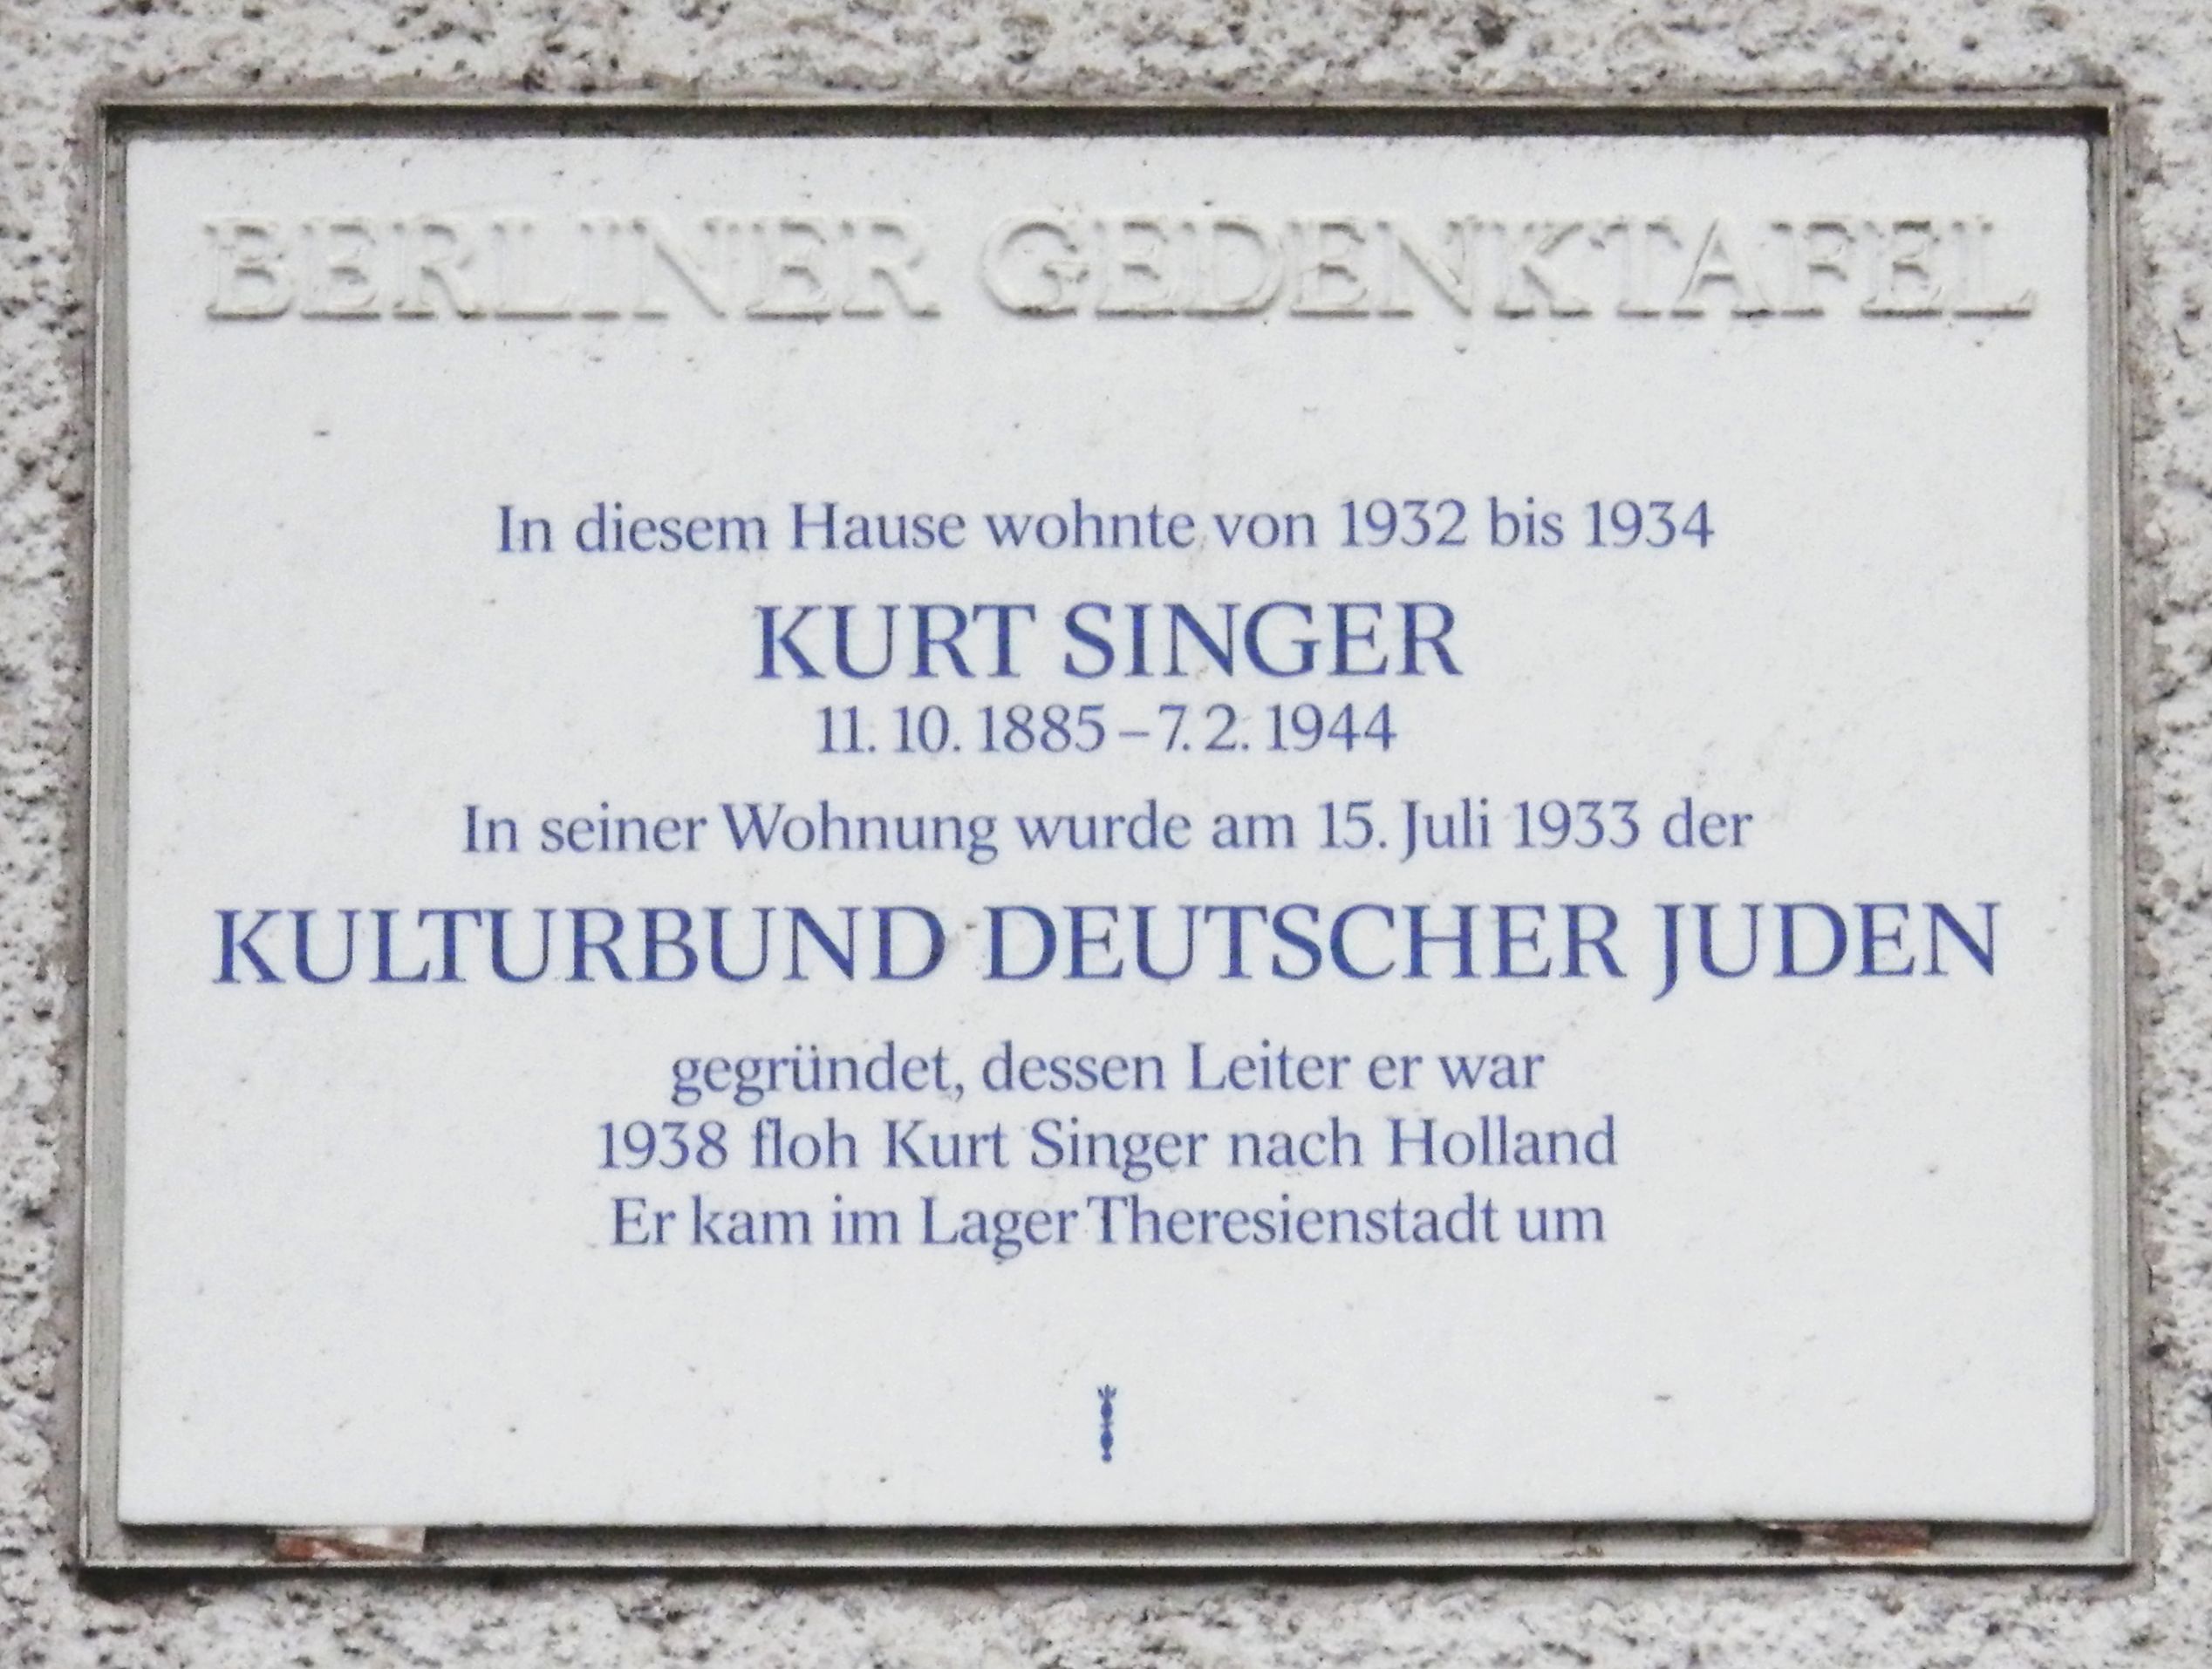 BERLINER GEDENKTAFEL
In diesem Hause wohnte von 1932 bis 1934
KURT SINGER
11. 10. 1885 – 7. 2. 1944
In seiner Wohnung wurde am 15. Juli 1933 der
KULTURBUND DEUTSCHER JUDEN
gegründet, dessen Leiter er war
1938 floh Kurt Singer nach Holland
Er kam im Lager Theresienstadt um